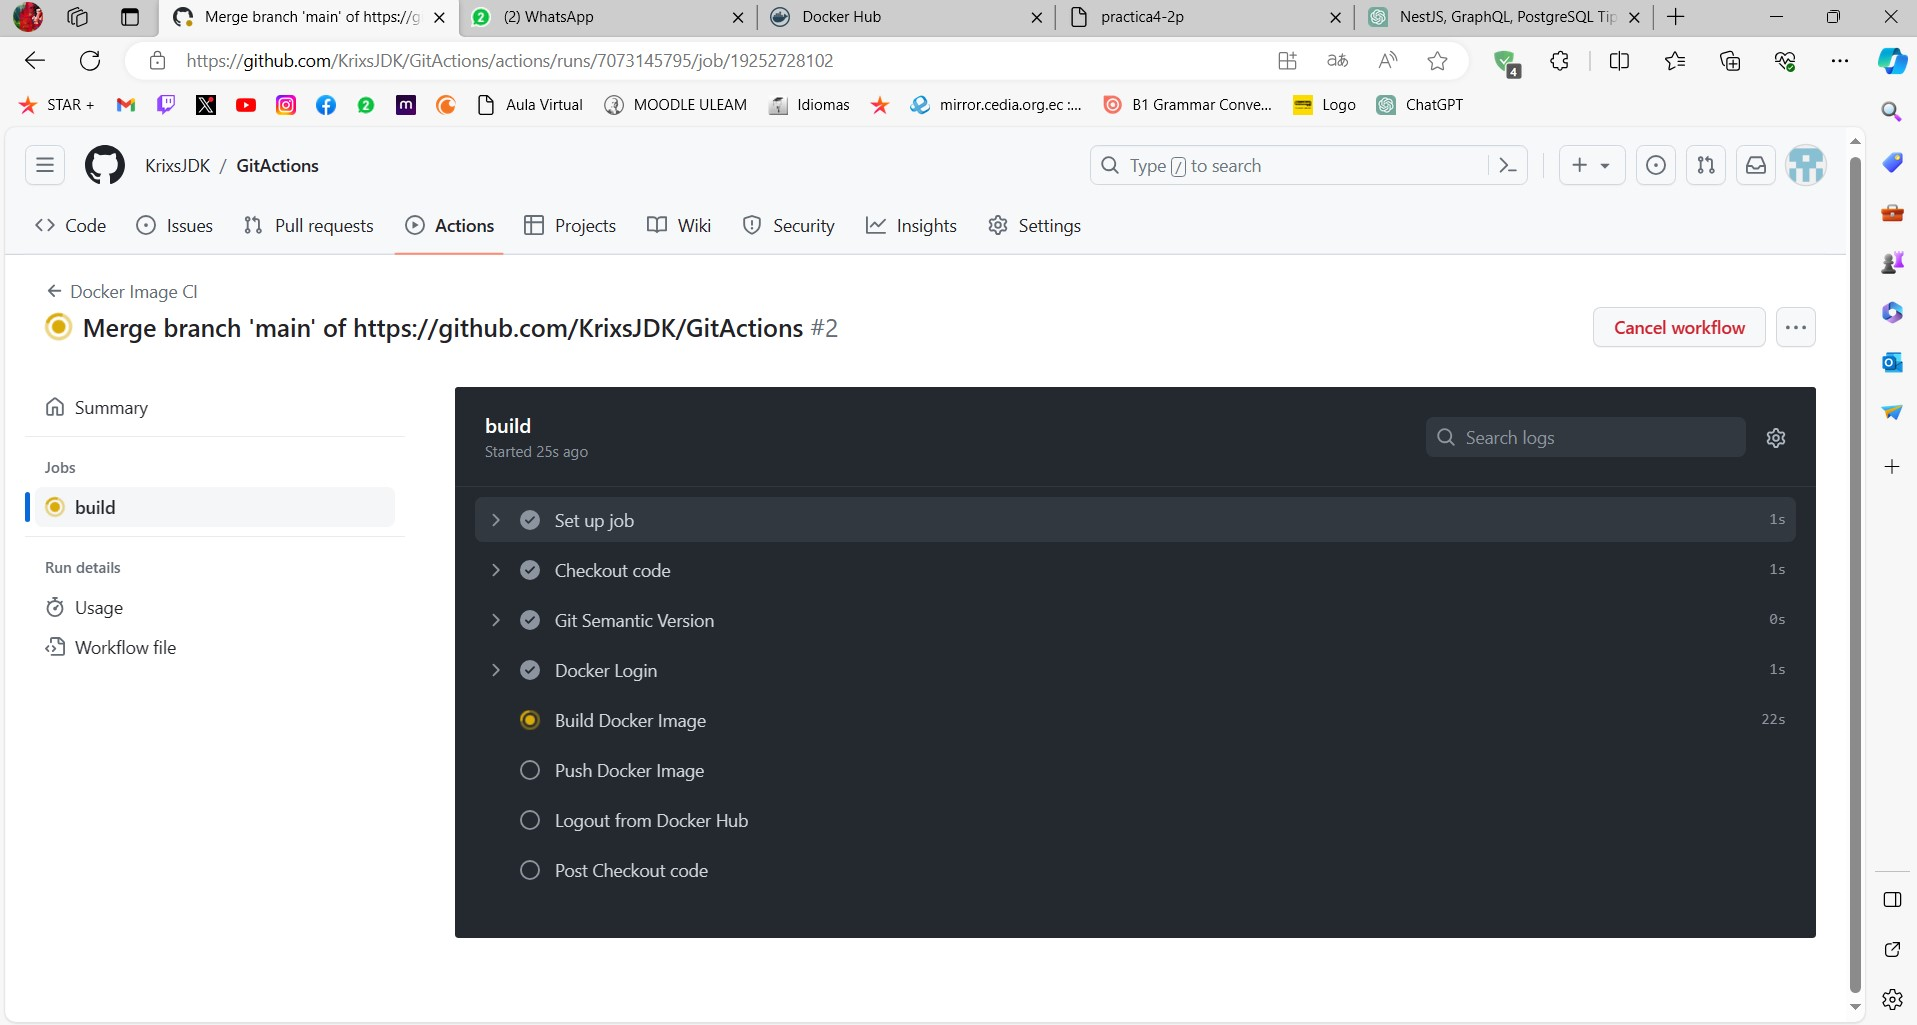 Merge branch 'main' of https://g
(2) WhatsApp
Docker Hub
practica4-2p
NestJS, GraphQL, PostgreSQL Tip
https://github.com/KrixsJDK/GitActions/actions/runs/7073145795/job/19252728102
aあ
A
4
STAR +
X
2
m
Aula Virtual
MOODLE ULEAM
Idiomas
mirror.cedia.org.ec :...
B1 Grammar Conve...
Logo
ChatGPT
KrixsJDK / GitActions
Type / to search
Code
Issues
Pull requests
Actions
Projects
Wiki
Security
Insights
Settings
Docker Image CI
Merge branch 'main' of https://github.com/KrixsJDK/GitActions #2
Cancel workflow
Summary
Jobs
build
Run details
Usage
Workflow file
build
Started 25s ago
Search logs
Set up job
1s
Checkout code
1s
Git Semantic Version
0s
Docker Login
1s
Build Docker Image
22s
Push Docker Image
Logout from Docker Hub
Post Checkout code